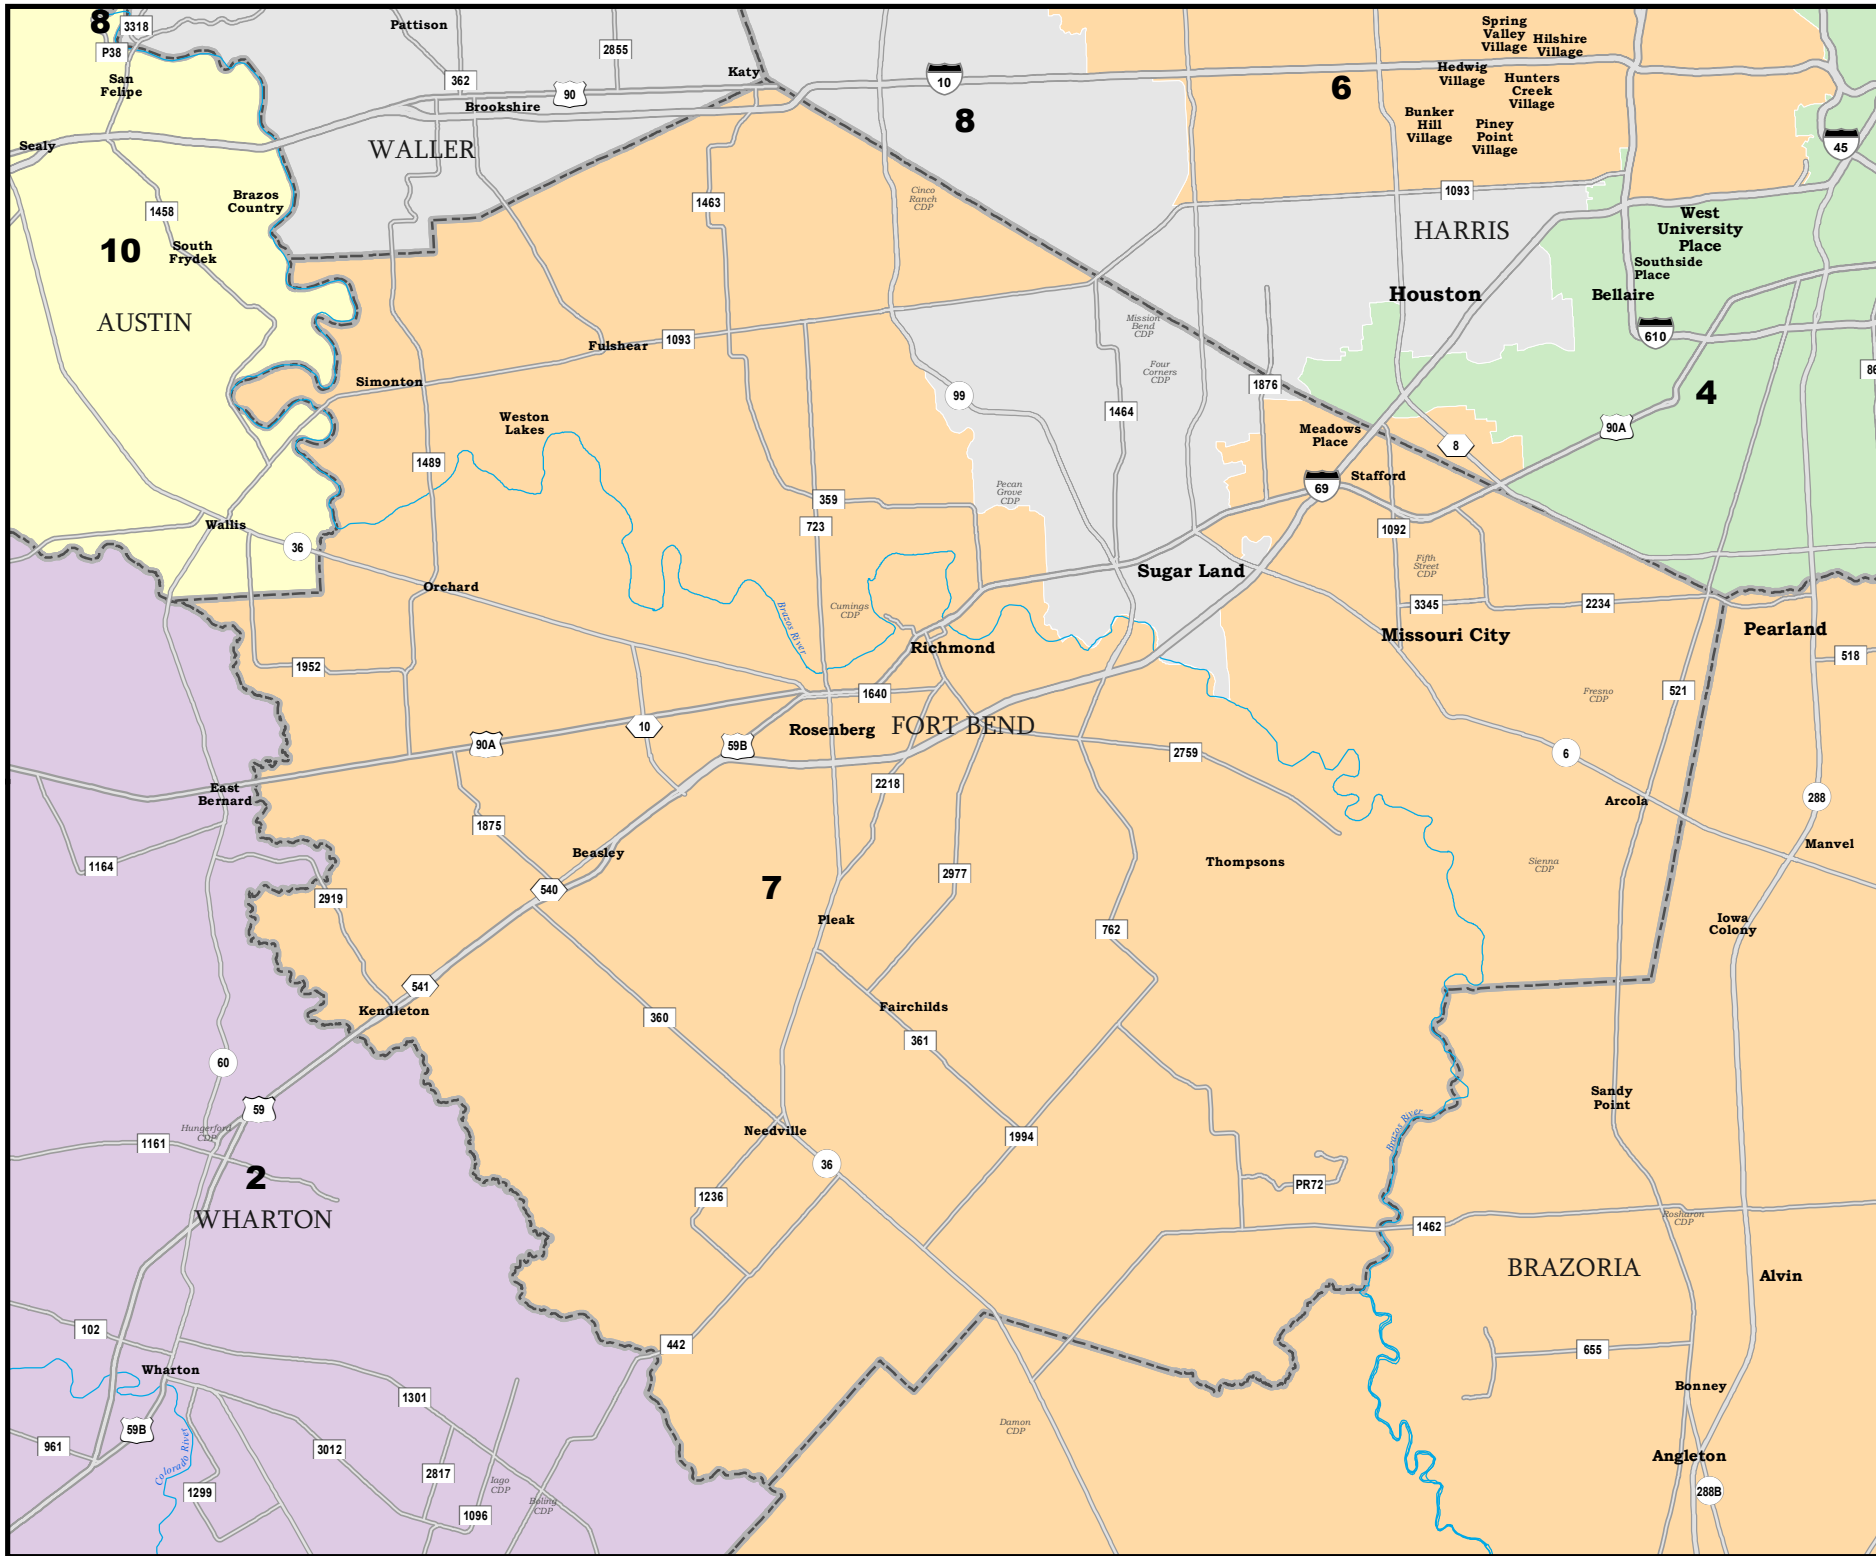 8
3318
Pattison
P38
2855
San
Felipe
362
90
Katy
10
Brookshire
8
6
Spring
Valley
Village
Hilshire
Village
Hedwig
Village
Hunters
Creek
Village
Bunker
Hill
Village
Piney
Point
Village
45
Sealy
WALLER
Brazos
Country
1458
10
South
Frydek
AUSTIN
1463
Cinco
Ranch
CDP
1093
HARRIS
West
University
Place
Southside
Place
Houston
Bellaire
610
Mission
Bend
CDP
Fulshear
1093
Simonton
Four
Corners
CDP
99
1464
1876
86
4
Weston
Lakes
Meadows
Place
8
90A
1489
Stafford
69
Pecan
Grove
CDP
359
723
1092
Wallis
36
Orchard
Sugar Land
Fifth
Street
CDP
Cumings
CDP
Brazos River
3345
2234
Missouri City
Pearland
518
Richmond
1952
1640
521
Fresno
CDP
10
90A
59B
Rosenberg
FORT BEND
2759
6
2218
East
Bernard
Arcola
288
1875
Manvel
1164
Beasley
Thompsons
Sienna
CDP
540
7
2977
2919
Pleak
762
Iowa
Colony
541
Kendleton
360
Fairchilds
361
60
59
Sandy
Point
Hungerford
CDP
1161
Needville
1994
Brazos River
2
36
1236
PR72
WHARTON
1462
Rosharon
CDP
BRAZORIA
Alvin
102
442
655
Wharton
1301
Bonney
59B
961
3012
Damon
CDP
Angleton
Colorado River
2817
Iago
CDP
1299
1096
Boling
CDP
288B